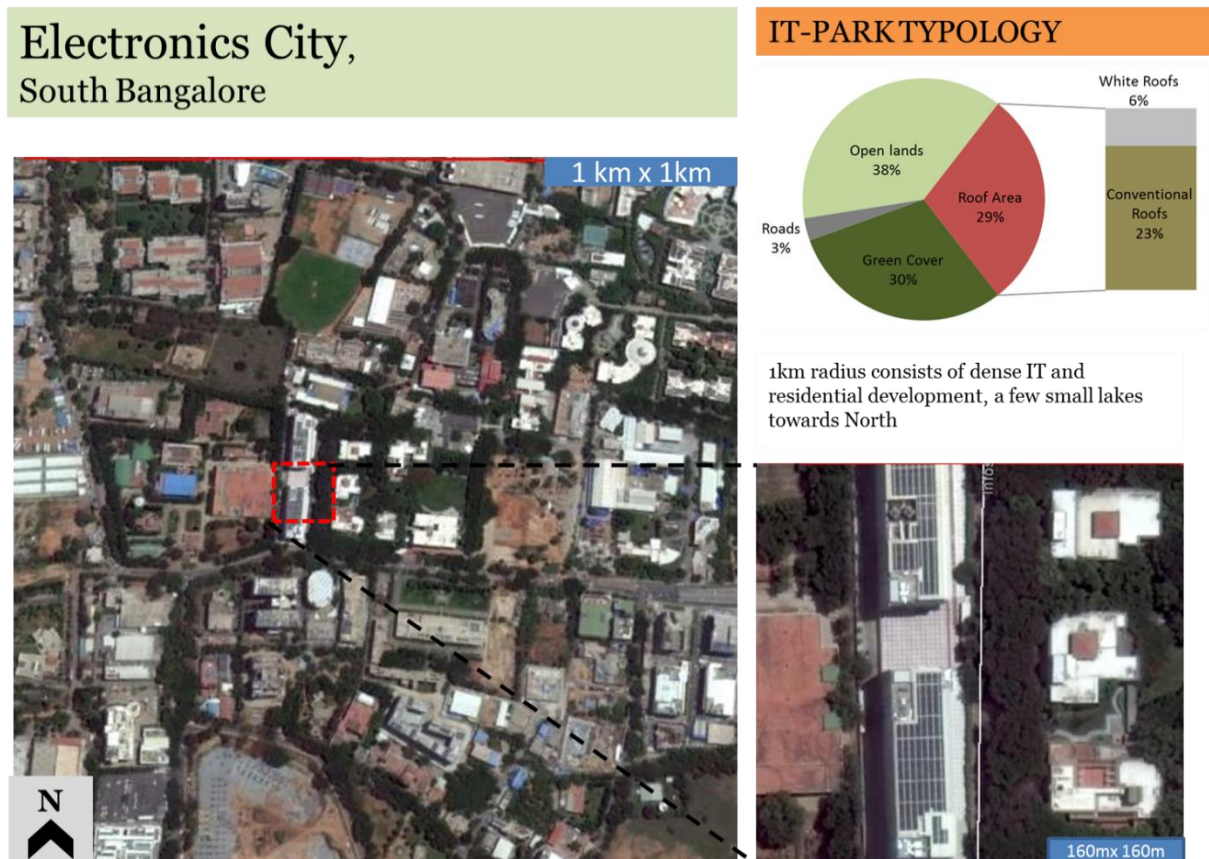 Electronics City,
South Bangalore
1 km x 1km
N
IT-PARK TYPOLOGY
Open lands
38%
Roof Area
29%
Green Cover
30%
Roads
3%
White Roofs
6%
Conventional
Roofs
23%
1km radius consists of dense IT and
residential development, a few small lakes
towards North
Infos
160mx 160m